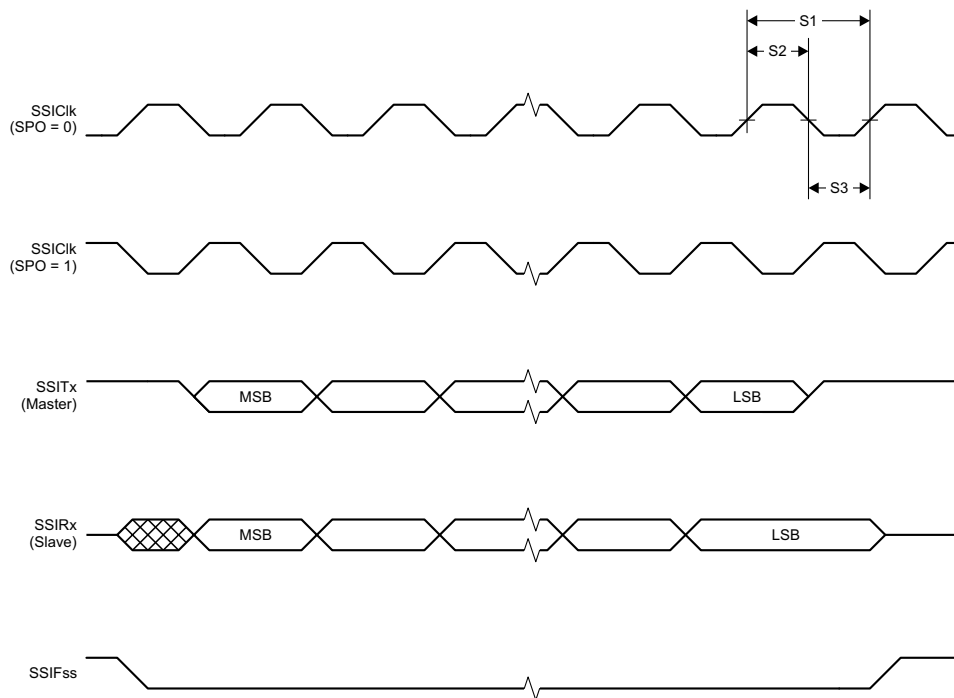 S1
S2
SSIClk
(SPO = 0)
S3
SSIClk
(SPO = 1)
SSITx
(Master)
MSB
LSB
SSIRx
(Slave)
MSB
LSB
SSIFss